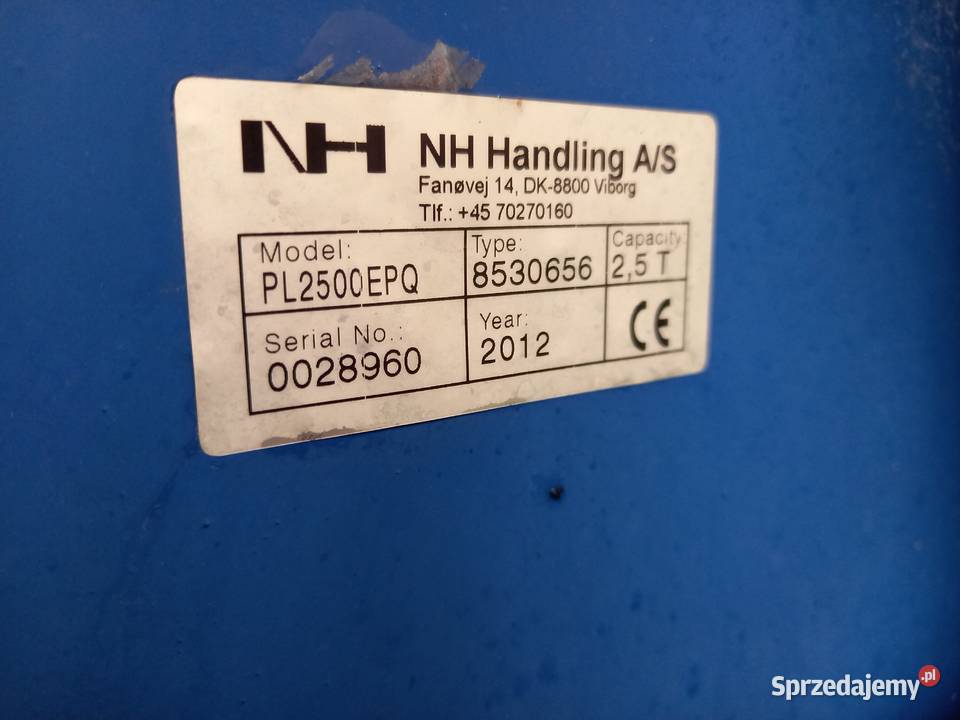 NH NH Handling A/S
Fanøvej 14, DK-8800 Viborg
Tlf.: +45 70270160
Model: Type: Capacity:
PL2500EPQ 8530656 2,5 T
Serial No.: Year: CE
0028960 2012
Sprzedajemy.pl